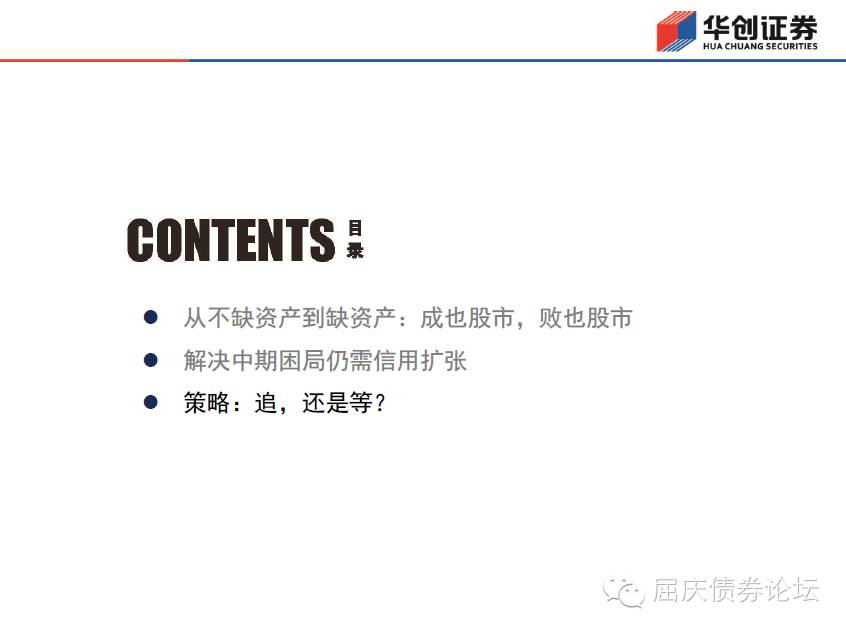 华创证券
HUA CHUANG SECURITIES
CONTENTS 目录
从不缺资产到缺资产：成也股市，败也股市
解决中期困局仍需信用扩张
策略：追，还是等？
屈庆债券论坛